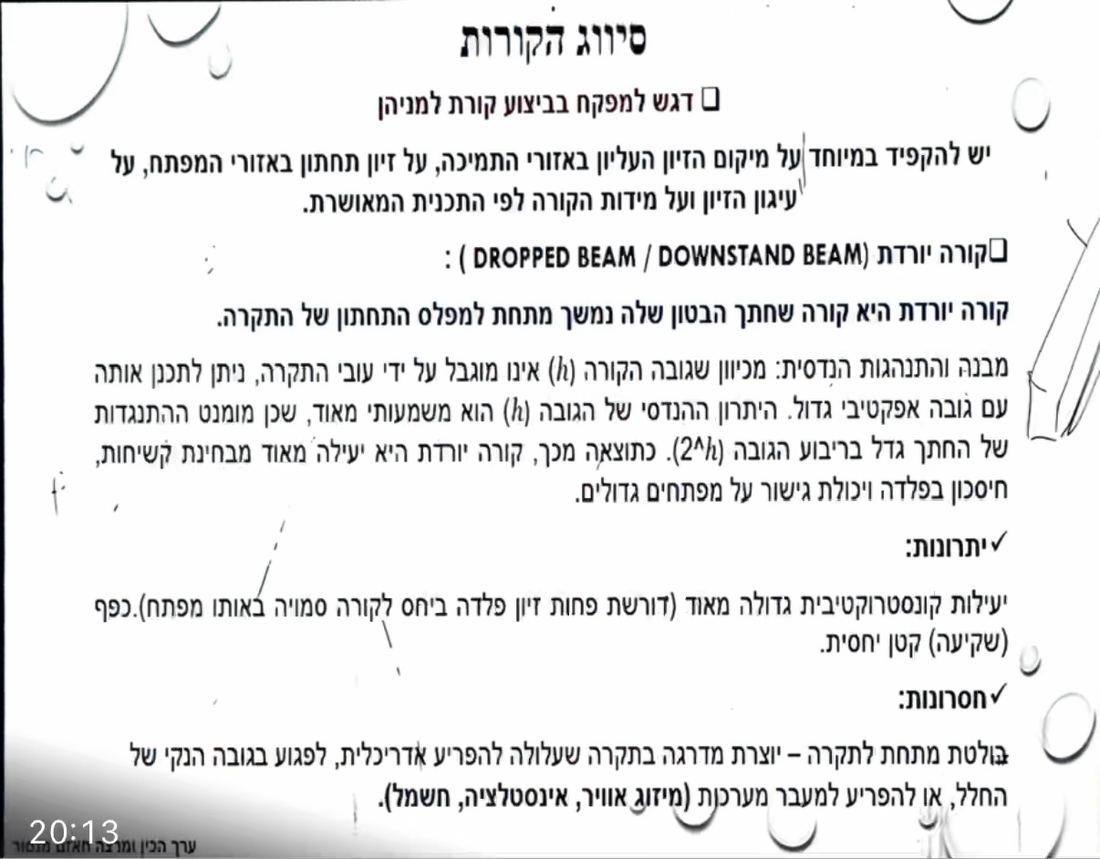 סיווג הקורות
❑ דגש למפקח בביצוע קורת למניהן
יש להקפיד במיוחד על מיקום הזיון העליון באזורי התמיכה, על זיון תחתון באזורי המפתח, על
עיגון הזיון ועל מידות הקורה לפי התכנית המאושרת.
❑קורה יורדת (DROPPED BEAM / DOWNSTAND BEAM ) :
קורה יורדת היא קורה שחתך הבטון שלה נמשך מתחת למפלס התחתון של התקרה.
מבנה והתנהגות הנדסית: מכיוון שגובה הקורה (h) אינו מוגבל על ידי עובי התקרה, ניתן לתכנן אותה
עם גובה אפקטיבי גדול. היתרון ההנדסי של הגובה (h) הוא משמעותי מאוד, שכן מומנט ההתנגדות
של החתך גדל בריבוע הגובה (2^h). כתוצאה מכך, קורה יורדת היא יעילה מאוד מבחינת קשיחות,
חיסכון בפלדה ויכולת גישור על מפתחים גדולים.
✓יתרונות:
יעילות קונסטרוקטיבית גדולה מאוד (דורשת פחות זיון פלדה ביחס לקורה סמויה באותו מפתח).כפף
(שקיעה) קטן יחסית.
✓חסרונות:
בולטת מתחת לתקרה – יוצרת מדרגה בתקרה שעלולה להפריע אדריכלית, לפגוע בגובה הנקי של
החלל, או להפריע למעבר מערכות (מיזוג אוויר, אינסטלציה, חשמל).
20:13
ערך הכין ומרצה